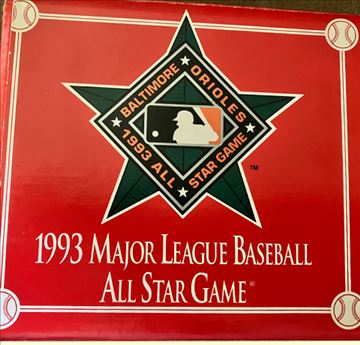 BALTIMORE ORIOLES
1993 ALL STAR GAME
™
1993 MAJOR LEAGUE BASEBALL
ALL STAR GAME®